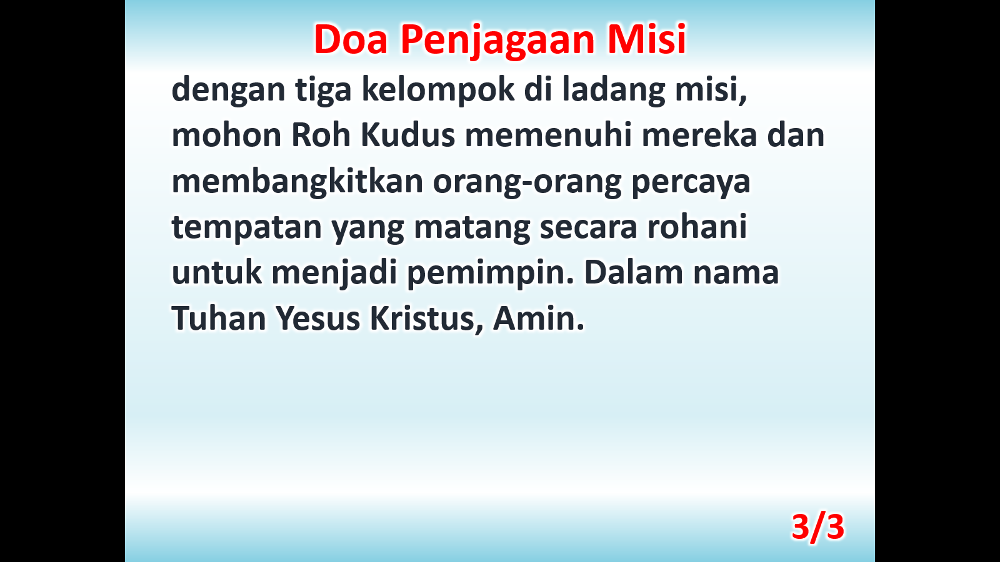 Doa Penjagaan Misi
dengan tiga kelompok di ladang misi,
mohon Roh Kudus memenuhi mereka dan
membangkitkan orang-orang percaya
tempatan yang matang secara rohani
untuk menjadi pemimpin. Dalam nama
Tuhan Yesus Kristus, Amin.
3/3